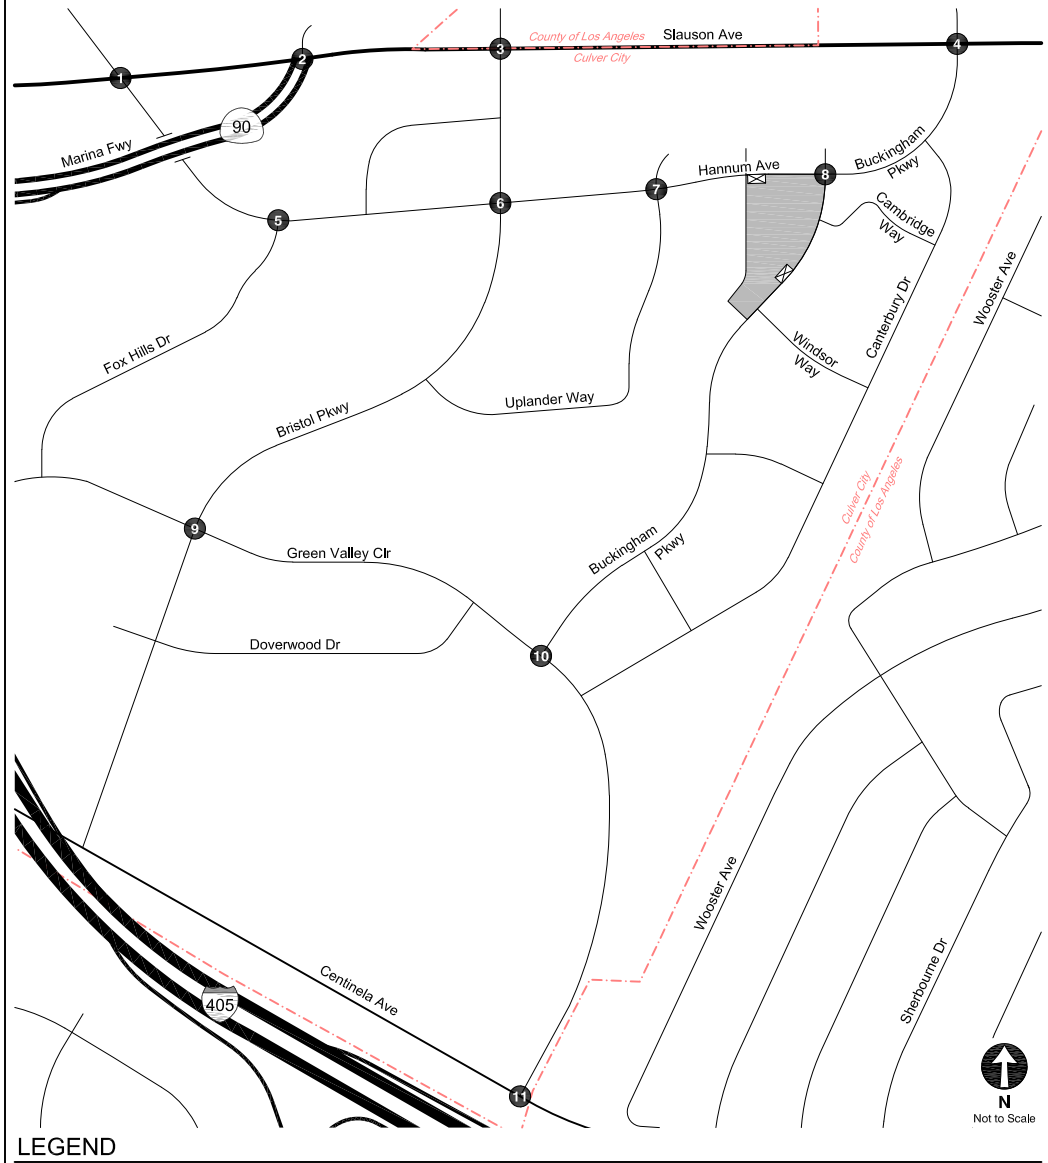 County of Los Angeles
Slauson Ave
Culver City
1
2
3
4
90
Marina Fwy
Hannum Ave
Buckingham
Pkwy
5
6
7
8
Cambridge
Way
Wooster Ave
Canterbury Dr
Fox Hills Dr
Windsor
Way
Bristol Pkwy
Uplander Way
Culver City
County of Los Angeles
9
Green Valley Clr
Buckingham
Pkwy
Doverwood Dr
10
Wooster Ave
Centinela Ave
405
Sherbourne Dr
11
N
Not to Scale
LEGEND